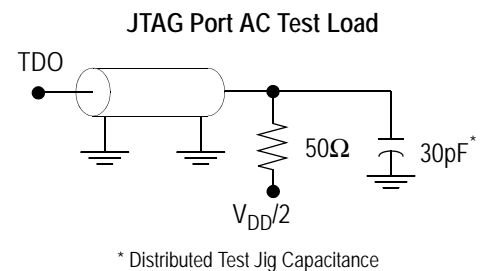 JTAG Port AC Test Load
TDO
50Ω
30pF*
VDD/2
* Distributed Test Jig Capacitance